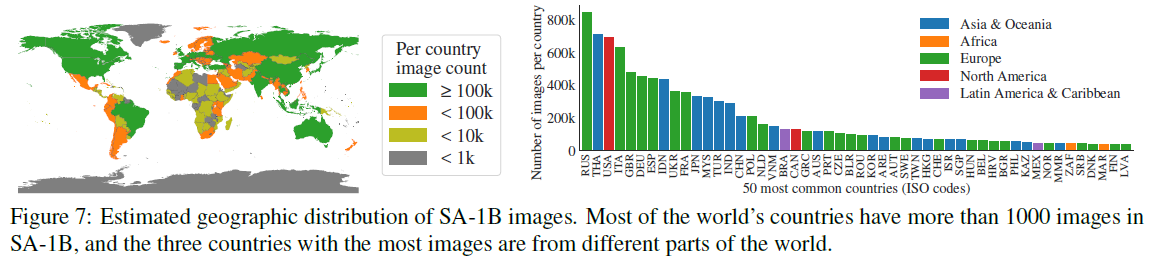 Per country
image count
≥ 100k
< 100k
< 10k
< 1k
Number of images per country
800k
600k
400k
200k
0
Asia & Oceania
Africa
Europe
North America
Latin America & Caribbean
RUS THA USA ITA GBR DEU ESP IDN UKR FRA JPN MYS TUR IND CHN POL NLD VNM BRA CAN GRC AUS PRT CZE BLR ROU KOR ARE AUT SWE TWN HKG CHE ISR SGP HUN BEL HRV BGR PHL KAZ MEX NOR MMR ZAF SRB DNK MAR FIN LVA
50 most common countries (ISO codes)
Figure 7: Estimated geographic distribution of SA-1B images. Most of the world's countries have more than 1000 images in
SA-1B, and the three countries with the most images are from different parts of the world.